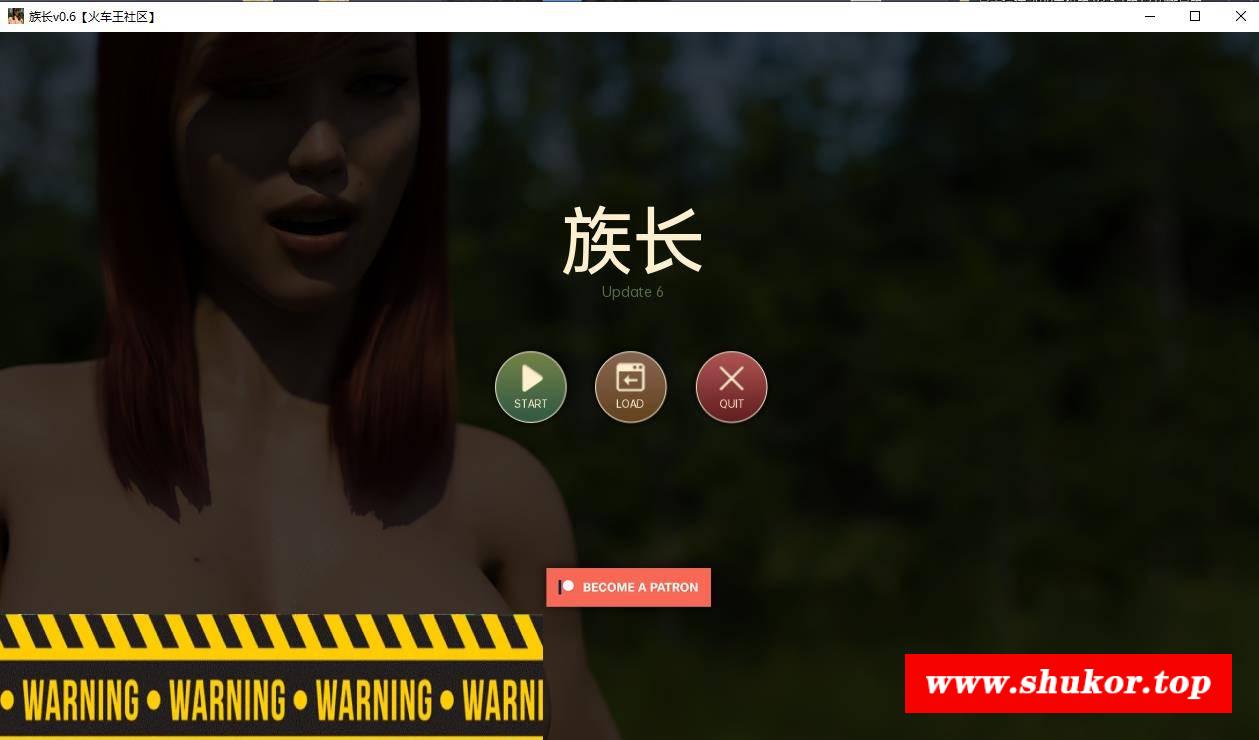 族长v0.6【火车王社区】
族长
Update 6
START
LOAD
QUIT
BECOME A PATRON
• WARNING • WARNING • WARNING • WARNI
www.shukor.top